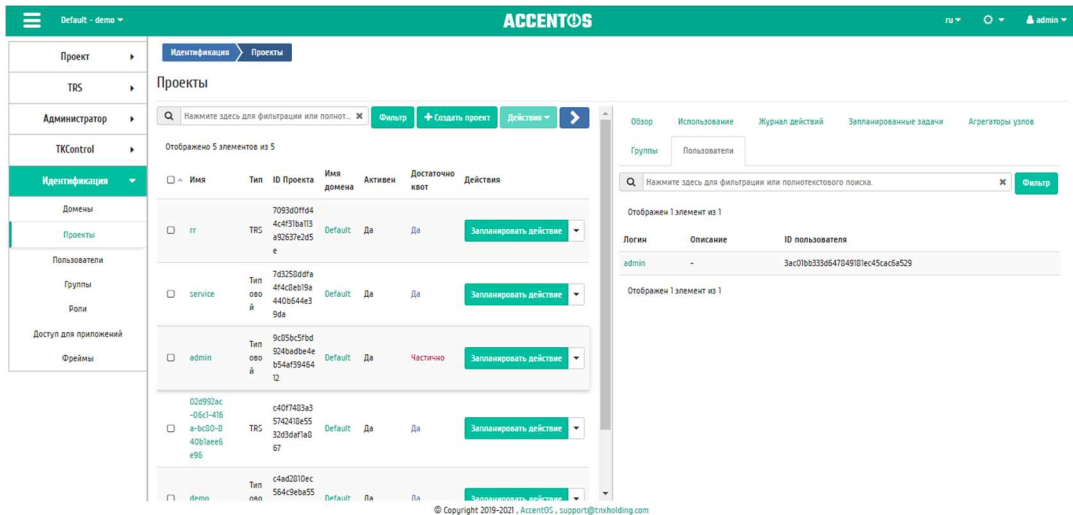 Default - demo
ACCENTOS
ru
admin
Проект
TRS
Администратор
TKControl
Идентификация
Домены
Проекты
Пользователи
Группы
Роли
Доступ для приложений
Фреймы
Идентификация
Проекты
Проекты
Нажмите здесь для фильтрации или полнот...
Фильтр
Создать проект
Действия
Отображено 5 элементов из 5
Имя Тип ID Проекта Имя домена Активен Достаточно квот Действия
rr TRS 7093d0ffd44c4f31ba113a92637e2d5e Default Да Да Запланировать действие
service Типовой 7d3258ddfa4f4c8eb19a440b644e39da Default Да Да Запланировать действие
admin Типовой 9c85bc5fbd924badbe4eb54af3946412 Default Да Частично Запланировать действие
02d992ac-06c1-416a-bc80-840b1aee6e96 TRS c40f7483a35742418e5532d3daf1a867 Default Да Да Запланировать действие
demo Типово c4ad2810ec564c9eba55 Default Да Да Запланировать действие
Обзор Использование Журнал действий Запланированные задачи Агрегаторы узлов
Группы Пользователи
Нажмите здесь для фильтрации или полнотекстового поиска.
Фильтр
Отображен 1 элемент из 1
Логин Описание ID пользователя
admin - 3ac01bb333d647849181ec45cac6a529
Отображен 1 элемент из 1
© Copyright 2019-2021 , AccentOS , support@tnxholding.com